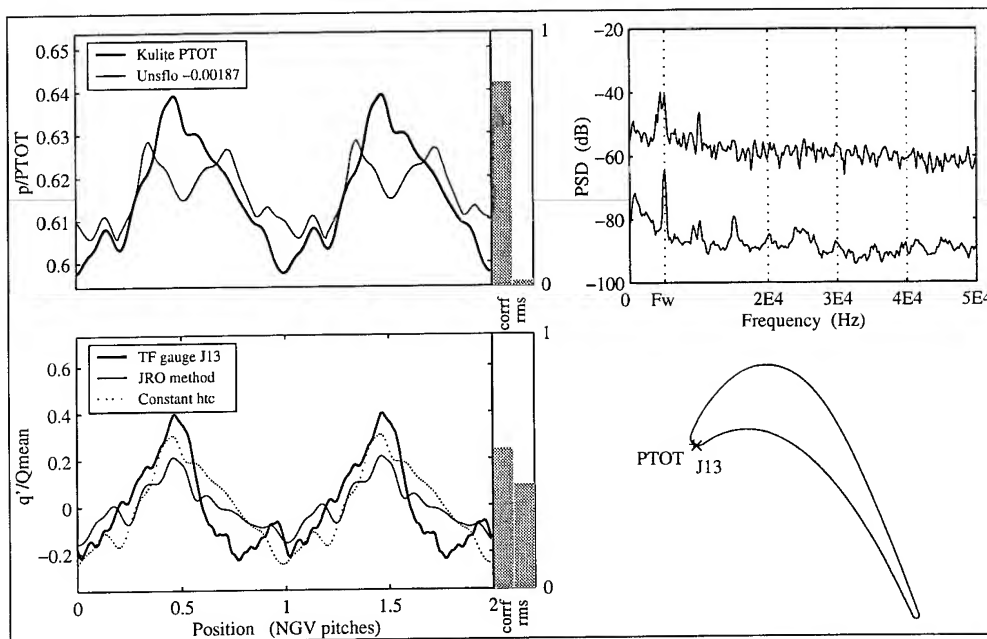 0.65
0.64
0.63
0.62
0.61
0.6
p/PTOT
Kulite PTOT
Unsflo −0.00187
1
0
corrf
rms
−20
−40
−60
−80
−100
PSD (dB)
0 Fw 2E4 3E4 4E4 5E4
Frequency (Hz)
0.6
0.4
0.2
0
−0.2
q'/Qmean
TF gauge J13
JRO method
Constant htc
1
0
corrf
rms
0 0.5 1 1.5 2
Position (NGV pitches)
PTOT
J13